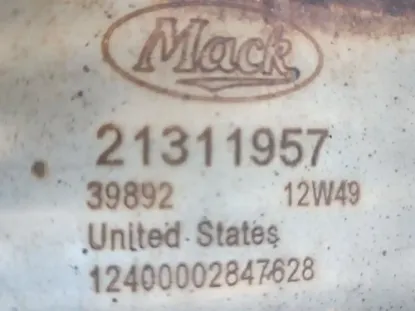 Mack
21311957
39892 12W49
United States
12400002847628